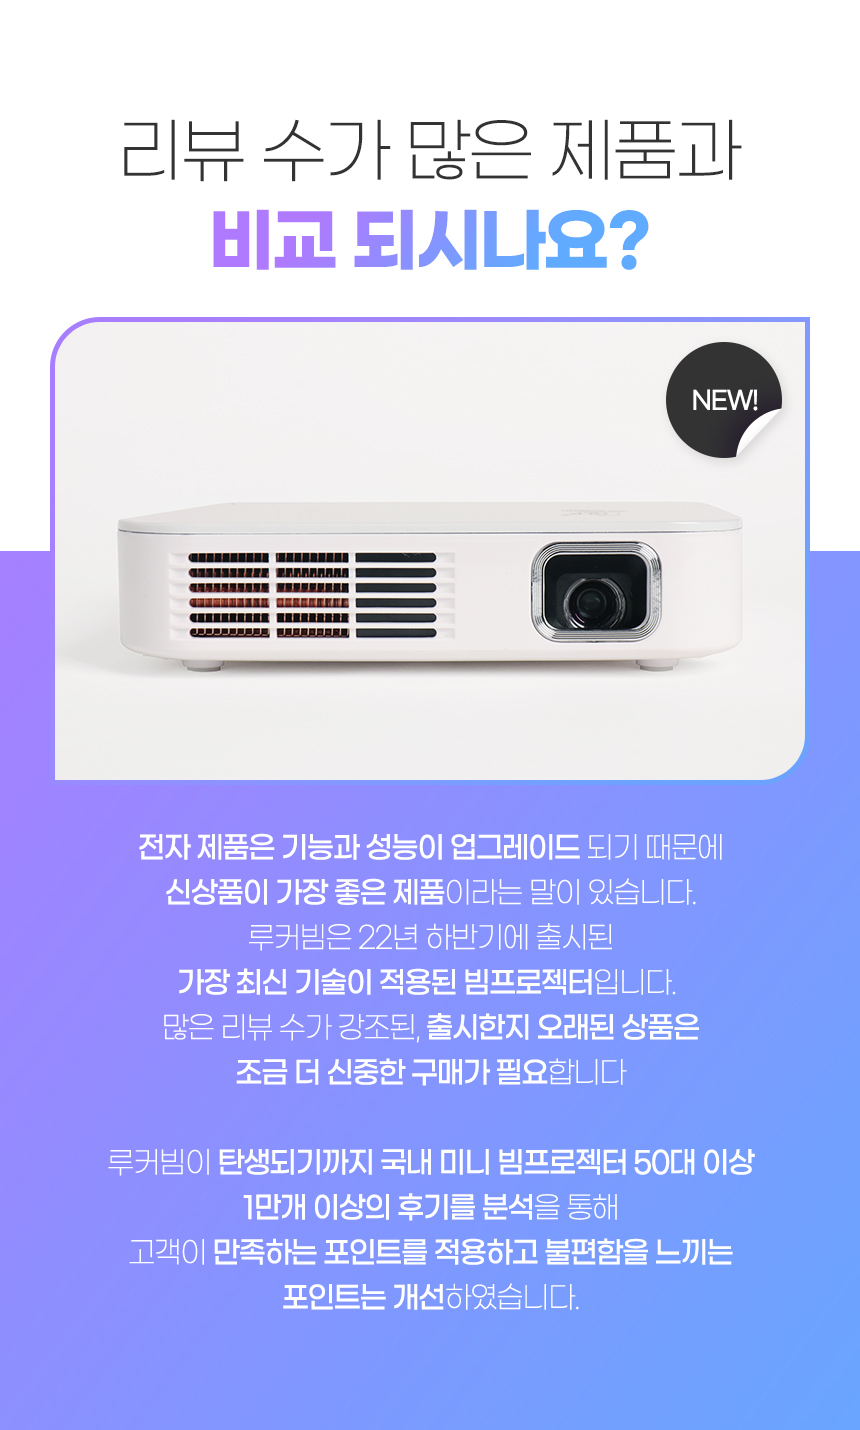 리뷰 수가 많은 제품과
비교 되시나요?
NEW!
전자 제품은 기능과 성능이 업그레이드 되기 때문에
신상품이 가장 좋은 제품이라는 말이 있습니다.
루커빔은 22년 하반기에 출시된
가장 최신 기술이 적용된 빔프로젝터입니다.
많은 리뷰 수가 강조된, 출시한지 오래된 상품은
조금 더 신중한 구매가 필요합니다
루커빔이 탄생되기까지 국내 미니 빔프로젝터 50대 이상
1만개 이상의 후기를 분석을 통해
고객이 만족하는 포인트를 적용하고 불편함을 느끼는
포인트는 개선하였습니다.